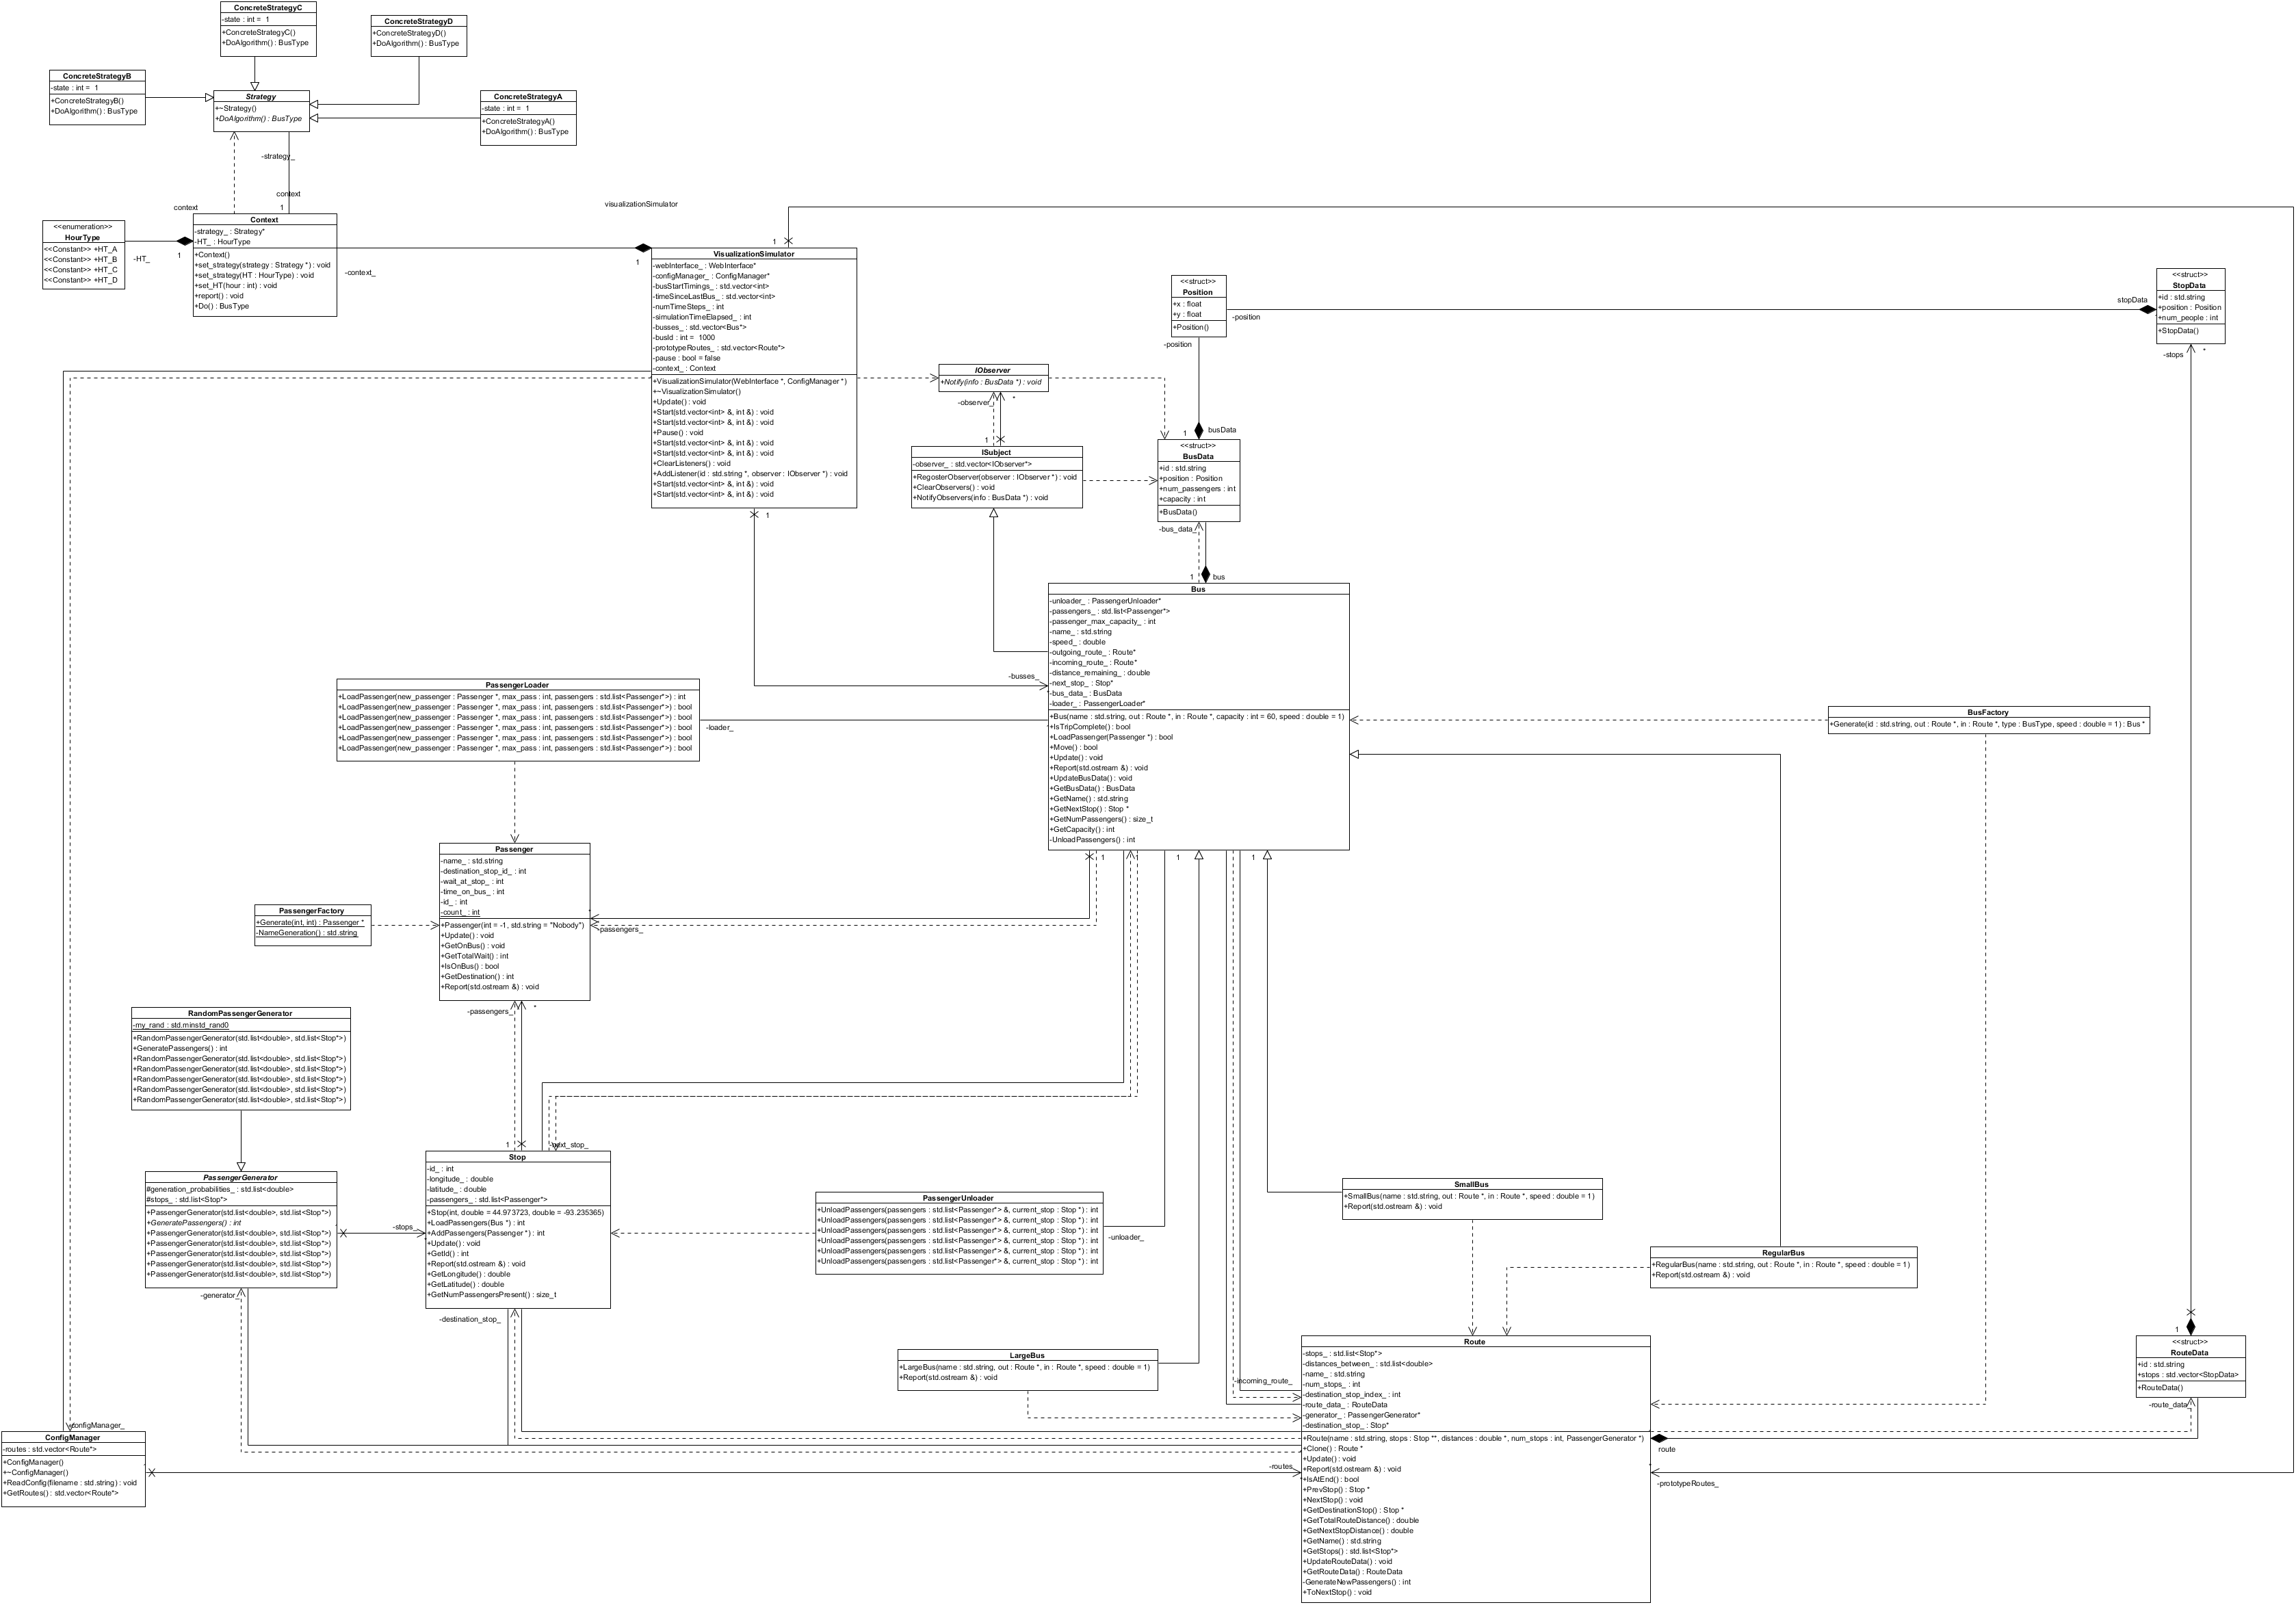 ConcreteStrategyC
-state : int = 1
+ConcreteStrategyC()
+DoAlgorithm() : BusType
ConcreteStrategyD
+ConcreteStrategyD()
+DoAlgorithm() : BusType
ConcreteStrategyB
-state : int = 1
+ConcreteStrategyB()
+DoAlgorithm() : BusType
Strategy
+~Strategy()
+DoAlgorithm() : BusType
ConcreteStrategyA
-state : int = 1
+ConcreteStrategyA()
+DoAlgorithm() : BusType
-strategy_
context
1
context
<<enumeration>>
HourType
<<Constant>> +HT_A
<<Constant>> +HT_B
<<Constant>> +HT_C
<<Constant>> +HT_D
-HT_
1
Context
-strategy_ : Strategy*
-HT_ : HourType
+Context()
+set_strategy(strategy : Strategy *) : void
+set_strategy(HT : HourType) : void
+set_HT(hour : int) : void
+report() : void
+Do() : BusType
-context_
visualizationSimulator
1
1
VisualizationSimulator
-webInterface_ : WebInterface*
-configManager_ : ConfigManager*
-busStartTimings_ : std.vector<int>
-timeSinceLastBus_ : std.vector<int>
-numTimeSteps_ : int
-simulationTimeElapsed_ : int
-busses_ : std.vector<Bus*>
-busId : int = 1000
-prototypeRoutes_ : std.vector<Route*>
-pause : bool = false
-context_ : Context
+VisualizationSimulator(WebInterface *, ConfigManager *)
+~VisualizationSimulator()
+Update() : void
+Start(std.vector<int> &, int &) : void
+Start(std.vector<int> &, int &) : void
+Pause() : void
+Start(std.vector<int> &, int &) : void
+Start(std.vector<int> &, int &) : void
+ClearListeners() : void
+AddListener(id : std.string *, observer : IObserver *) : void
+Start(std.vector<int> &, int &) : void
+Start(std.vector<int> &, int &) : void
1
<<struct>>
Position
+x : float
+y : float
+Position()
-position
-position
stopData
<<struct>>
StopData
+id : std.string
+position : Position
+num_people : int
+StopData()
-stops
*
IObserver
+Notify(info : BusData *) : void
-observer_
*
1
ISubject
-observer_ : std.vector<IObserver*>
+RegosterObserver(observer : IObserver *) : void
+ClearObservers() : void
+NotifyObservers(info : BusData *) : void
1
busData
<<struct>>
BusData
+id : std.string
+position : Position
+num_passengers : int
+capacity : int
+BusData()
-bus_data_
1
bus
Bus
-unloader_ : PassengerUnloader*
-passengers_ : std.list<Passenger*>
-passenger_max_capacity_ : int
-name_ : std.string
-speed_ : double
-outgoing_route_ : Route*
-incoming_route_ : Route*
-distance_remaining_ : double
-next_stop_ : Stop*
-bus_data_ : BusData
-loader_ : PassengerLoader*
+Bus(name : std.string, out : Route *, in : Route *, capacity : int = 60, speed : double = 1)
+IsTripComplete() : bool
+LoadPassenger(Passenger *) : bool
+Move() : bool
+Update() : void
+Report(std.ostream &) : void
+UpdateBusData() : void
+GetBusData() : BusData
+GetName() : std.string
+GetNextStop() : Stop *
+GetNumPassengers() : size_t
+GetCapacity() : int
-UnloadPassengers() : int
-busses_
*
PassengerLoader
+LoadPassenger(new_passenger : Passenger *, max_pass : int, passengers : std.list<Passenger*>) : int
+LoadPassenger(new_passenger : Passenger *, max_pass : int, passengers : std.list<Passenger*>) : bool
+LoadPassenger(new_passenger : Passenger *, max_pass : int, passengers : std.list<Passenger*>) : bool
+LoadPassenger(new_passenger : Passenger *, max_pass : int, passengers : std.list<Passenger*>) : bool
+LoadPassenger(new_passenger : Passenger *, max_pass : int, passengers : std.list<Passenger*>) : bool
+LoadPassenger(new_passenger : Passenger *, max_pass : int, passengers : std.list<Passenger*>) : bool
-loader_
BusFactory
+Generate(id : std.string, out : Route *, in : Route *, type : BusType, speed : double = 1) : Bus *
Passenger
-name_ : std.string
-destination_stop_id_ : int
-wait_at_stop_ : int
-time_on_bus_ : int
-id_ : int
-count_ : int
+Passenger(int = -1, std.string = "Nobody")
+Update() : void
+GetOnBus() : void
+GetTotalWait() : int
+IsOnBus() : bool
+GetDestination() : int
+Report(std.ostream &) : void
*
-passengers_
1
1
1
1
PassengerFactory
+Generate(int, int) : Passenger *
-NameGeneration() : std.string
-passengers_
*
RandomPassengerGenerator
-my_rand : std.minstd_rand0
+RandomPassengerGenerator(std.list<double>, std.list<Stop*>)
+GeneratePassengers() : int
+RandomPassengerGenerator(std.list<double>, std.list<Stop*>)
+RandomPassengerGenerator(std.list<double>, std.list<Stop*>)
+RandomPassengerGenerator(std.list<double>, std.list<Stop*>)
+RandomPassengerGenerator(std.list<double>, std.list<Stop*>)
+RandomPassengerGenerator(std.list<double>, std.list<Stop*>)
PassengerGenerator
#generation_probabilities_ : std.list<double>
#stops_ : std.list<Stop*>
+PassengerGenerator(std.list<double>, std.list<Stop*>)
+GeneratePassengers() : int
+PassengerGenerator(std.list<double>, std.list<Stop*>)
+PassengerGenerator(std.list<double>, std.list<Stop*>)
+PassengerGenerator(std.list<double>, std.list<Stop*>)
+PassengerGenerator(std.list<double>, std.list<Stop*>)
+PassengerGenerator(std.list<double>, std.list<Stop*>)
-generator_
-stops_
1
-next_stop_
Stop
-id_ : int
-longitude_ : double
-latitude_ : double
-passengers_ : std.list<Passenger*>
+Stop(int, double = 44.973723, double = -93.235365)
+LoadPassengers(Bus *) : int
+AddPassengers(Passenger *) : int
+Update() : void
+GetId() : int
+Report(std.ostream &) : void
+GetLongitude() : double
+GetLatitude() : double
+GetNumPassengersPresent() : size_t
-destination_stop_
PassengerUnloader
+UnloadPassengers(passengers : std.list<Passenger*> &, current_stop : Stop *) : int
+UnloadPassengers(passengers : std.list<Passenger*> &, current_stop : Stop *) : int
+UnloadPassengers(passengers : std.list<Passenger*> &, current_stop : Stop *) : int
+UnloadPassengers(passengers : std.list<Passenger*> &, current_stop : Stop *) : int
+UnloadPassengers(passengers : std.list<Passenger*> &, current_stop : Stop *) : int
+UnloadPassengers(passengers : std.list<Passenger*> &, current_stop : Stop *) : int
-unloader_
SmallBus
+SmallBus(name : std.string, out : Route *, in : Route *, speed : double = 1)
+Report(std.ostream &) : void
RegularBus
+RegularBus(name : std.string, out : Route *, in : Route *, speed : double = 1)
+Report(std.ostream &) : void
LargeBus
+LargeBus(name : std.string, out : Route *, in : Route *, speed : double = 1)
+Report(std.ostream &) : void
-incoming_route_
Route
-stops_ : std.list<Stop*>
-distances_between_ : std.list<double>
-name_ : std.string
-num_stops_ : int
-destination_stop_index_ : int
-route_data_ : RouteData
-generator_ : PassengerGenerator*
-destination_stop_ : Stop*
+Route(name : std.string, stops : Stop **, distances : double *, num_stops : int, PassengerGenerator *)
+Clone() : Route *
+Update() : void
+Report(std.ostream &) : void
+IsAtEnd() : bool
+PrevStop() : Stop *
+NextStop() : void
+GetDestinationStop() : Stop *
+GetTotalRouteDistance() : double
+GetNextStopDistance() : double
+GetName() : std.string
+GetStops() : std.list<Stop*>
+UpdateRouteData() : void
+GetRouteData() : RouteData
-GenerateNewPassengers() : int
+ToNextStop() : void
1
<<struct>>
RouteData
+id : std.string
+stops : std.vector<StopData>
+RouteData()
-route_data_
route
-prototypeRoutes_
-routes
-configManager_
ConfigManager
-routes : std.vector<Route*>
+ConfigManager()
+~ConfigManager()
+ReadConfig(filename : std.string) : void
+GetRoutes() : std.vector<Route*>